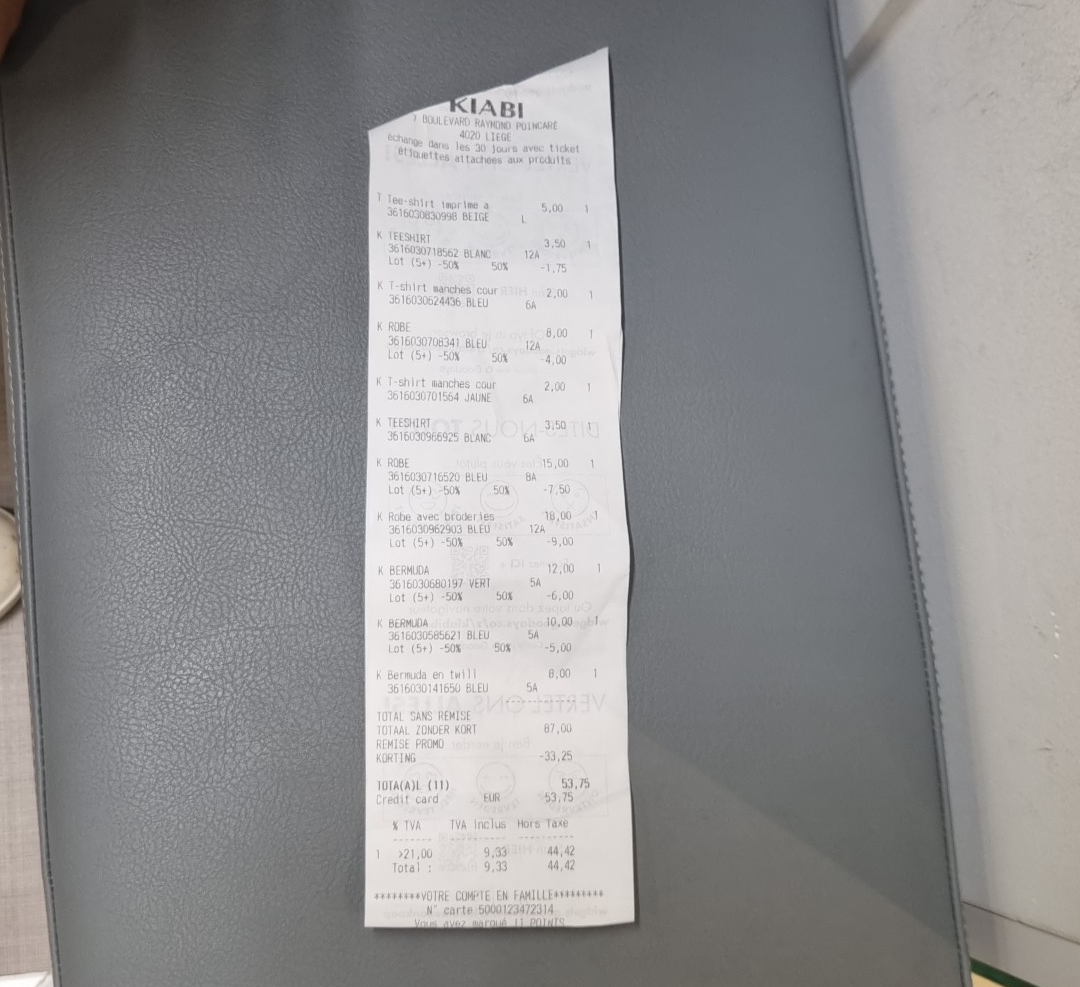 KIABI
7 BOULEVARD RAYMOND POINCARE
4020 LIEGE
echange dans les 30 jours avec ticket
etiquettes attachees aux produits
T Tee-shirt imprime a 5,00 1
3616030830998 BEIGE L
K TEESHIRT 3,50 1
3616030718562 BLANC 12A
Lot (5+) -50% 50% -1,75
K T-shirt manches cour 2,00 1
3616030624436 BLEU 6A
K ROBE 8,00 1
3616030708341 BLEU 12A
Lot (5+) -50% 50% -4,00
K T-shirt manches cour 2,00 1
3616030701564 JAUNE 6A
K TEESHIRT 3,50 1
3616030966925 BLANC 6A
K ROBE 15,00 1
3616030716520 BLEU 8A
Lot (5+) -50% 50% -7,50
K Robe avec broderies 18,00 1
3616030962903 BLEU 12A
Lot (5+) -50% 50% -9,00
K BERMUDA 12,00 1
3616030680197 VERT 5A
Lot (5+) -50% 50% -6,00
K BERMUDA 10,00 1
3616030585621 BLEU 5A
Lot (5+) -50% 50% -5,00
K Bermuda en twill 8,00 1
3616030141650 BLEU 5A
TOTAL SANS REMISE
TOTAAL ZONDER KORT 87,00
REMISE PROMO
KORTING -33,25
TOTA(A)L (11) 53,75
Credit card EUR 53,75
% TVA TVA inclus Hors Taxe
1 >21,00 9,33 44,42
Total : 9,33 44,42
********VOTRE COMPTE EN FAMILLE*********
N° carte 5000123472314
Vous avez marqué 11 POINTS